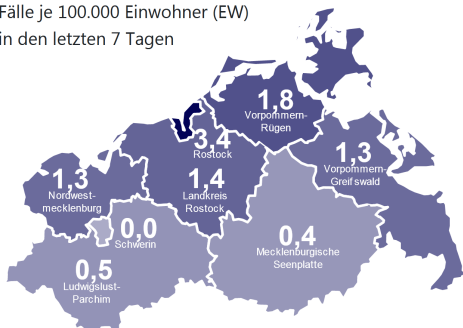 Fälle je 100.000 Einwohner (EW)
in den letzten 7 Tagen
1,8
Vorpommern-
Rügen
3,4
Rostock
1,3
Vorpommern-
Greifswald
1,3
Nordwest-
mecklenburg
1,4
Landkreis
Rostock
0,0
Schwerin
0,4
Mecklenburgische
Seenplatte
0,5
Ludwigslust-
Parchim